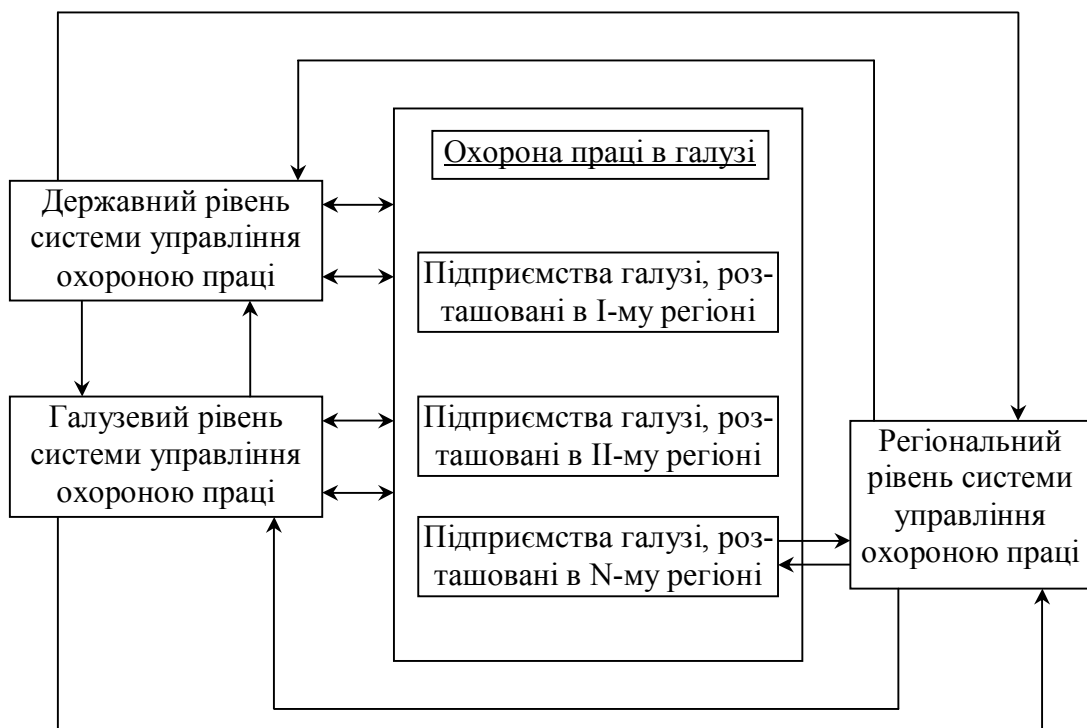 Охорона праці в галузі
Державний рівень
системи управління
охороною праці
Підприємства галузі, роз-
ташовані в І-му регіоні
Галузевий рівень
системи управління
охороною праці
Підприємства галузі, роз-
ташовані в ІІ-му регіоні
Підприємства галузі, роз-
ташовані в N-му регіоні
Регіональний
рівень системи
управління
охороною праці